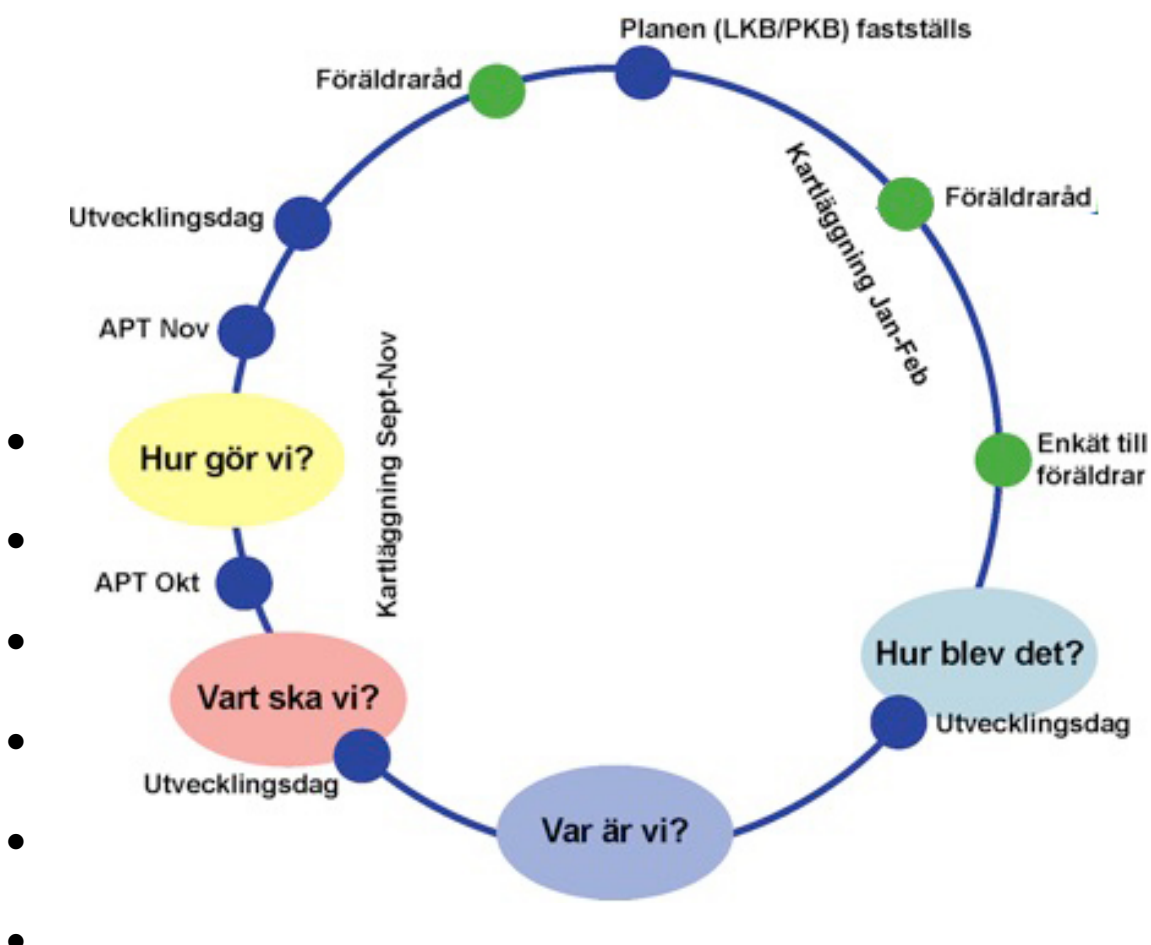 Planen (LKB/PKB) fastställs
Föräldraråd
Föräldraråd
Kartläggning Jan-Feb
Utvecklingsdag
APT Nov
Kartläggning Sept-Nov
Hur gör vi?
Enkät till
föräldrar
APT Okt
Hur blev det?
Vart ska vi?
Utvecklingsdag
Utvecklingsdag
Var är vi?